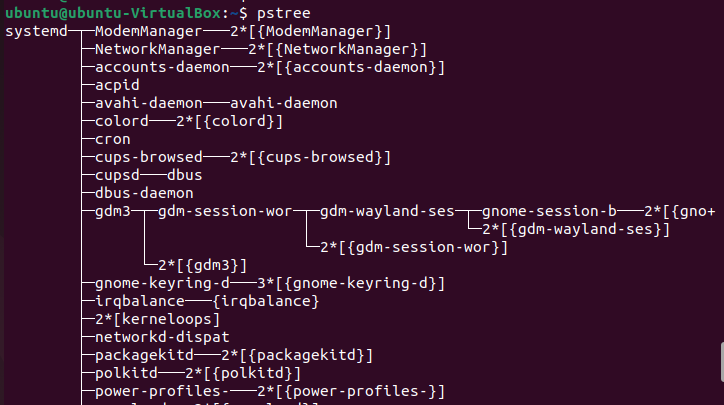 ubuntu@ubuntu-VirtualBox:~$ pstree
systemd─┬─ModemManager───2*[{ModemManager}]
        ├─NetworkManager───2*[{NetworkManager}]
        ├─accounts-daemon───2*[{accounts-daemon}]
        ├─acpid
        ├─avahi-daemon───avahi-daemon
        ├─colord───2*[{colord}]
        ├─cron
        ├─cups-browsed───2*[{cups-browsed}]
        ├─cupsd───dbus
        ├─dbus-daemon
        ├─gdm3─┬─gdm-session-wor─┬─gdm-wayland-ses─┬─gnome-session-b───2*[{gno+
        │      │                 │                 └─2*[{gdm-wayland-ses}]
        │      │                 └─2*[{gdm-session-wor}]
        │      └─2*[{gdm3}]
        ├─gnome-keyring-d───3*[{gnome-keyring-d}]
        ├─irqbalance───{irqbalance}
        ├─2*[kerneloops]
        ├─networkd-dispat
        ├─packagekitd───2*[{packagekitd}]
        ├─polkitd───2*[{polkitd}]
        ├─power-profiles-───2*[{power-profiles-}]